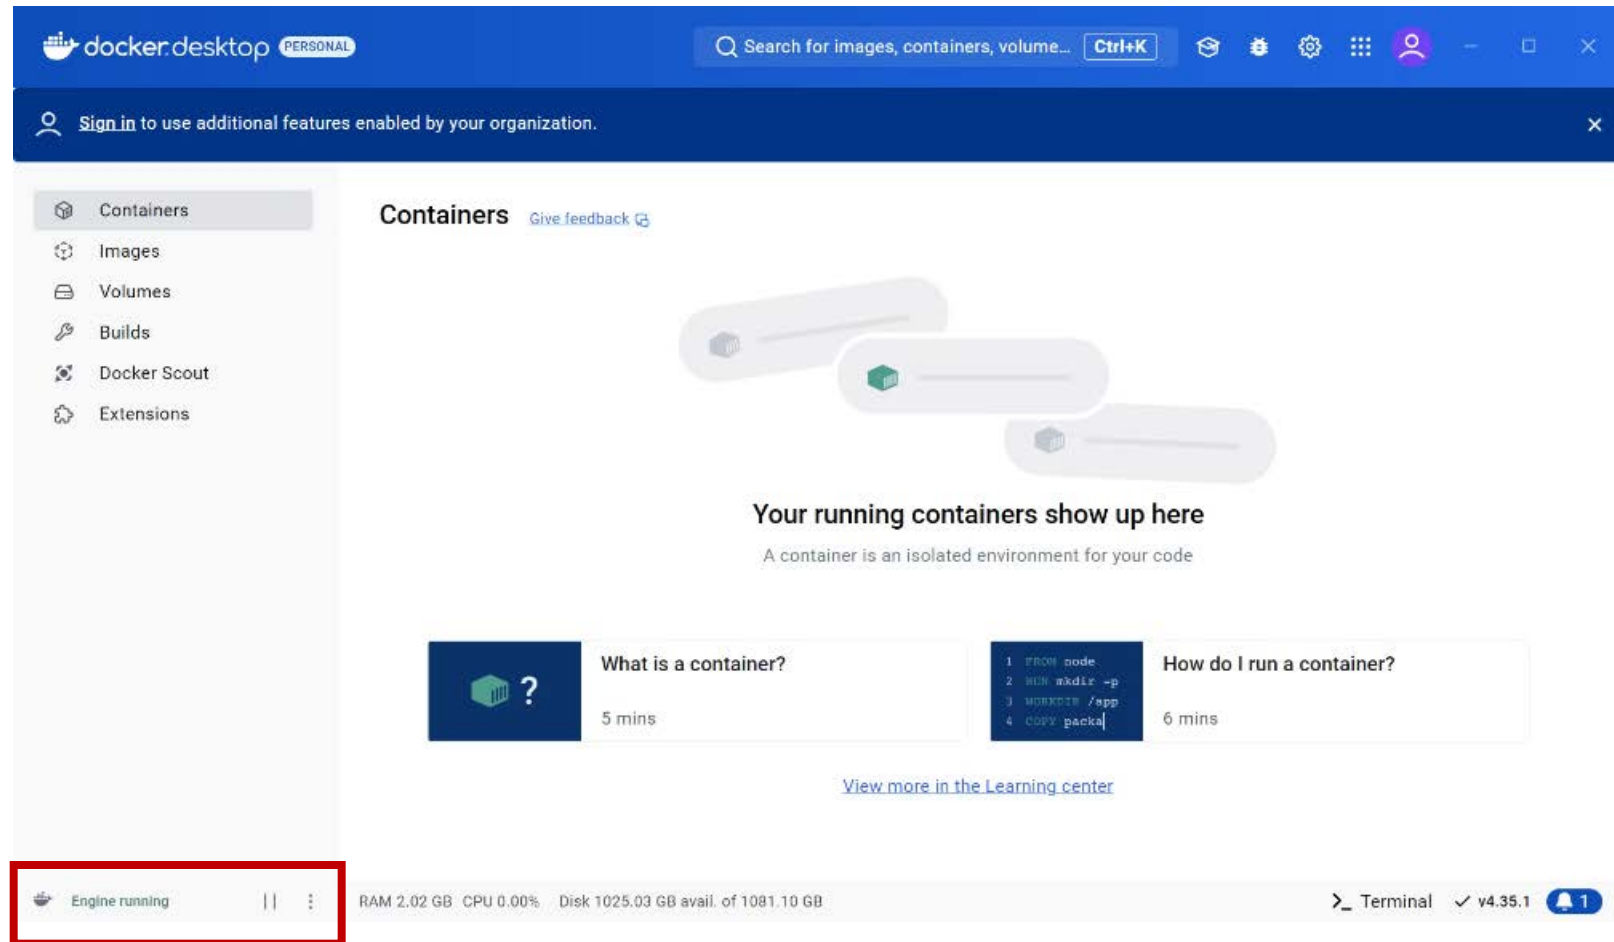 docker.desktop PERSONAL
Search for images, containers, volume... Ctrl+K
Sign in to use additional features enabled by your organization.
Containers
Images
Volumes
Builds
Docker Scout
Extensions
Containers Give feedback
Your running containers show up here
A container is an isolated environment for your code
?
What is a container?
5 mins
1 FROM node
2 RUN mkdir -p
3 WORKDIR /app
4 COPY packa
How do I run a container?
6 mins
View more in the Learning center
Engine running
RAM 2.02 GB CPU 0.00% Disk 1025.03 GB avail. of 1081.10 GB
>_ Terminal
v4.35.1
1